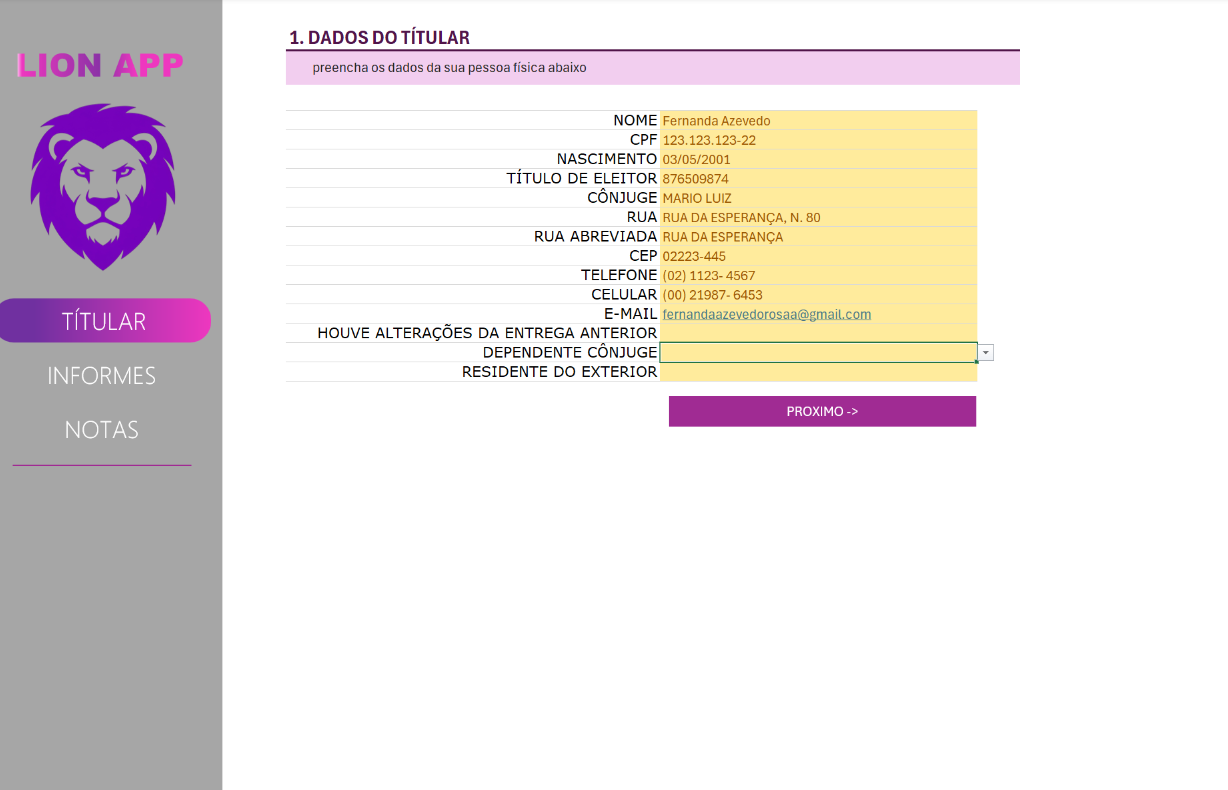 LION APP
TÍTULAR
INFORMES
NOTAS
1. DADOS DO TÍTULAR
preencha os dados da sua pessoa física abaixo
NOME Fernanda Azevedo
CPF 123.123.123-22
NASCIMENTO 03/05/2001
TÍTULO DE ELEITOR 876509874
CÔNJUGE MARIO LUIZ
RUA RUA DA ESPERANÇA, N. 80
RUA ABREVIADA RUA DA ESPERANÇA
CEP 02223-445
TELEFONE (02) 1123- 4567
CELULAR (00) 21987- 6453
E-MAIL fernandaazevedorosaa@gmail.com
HOUVE ALTERAÇÕES DA ENTREGA ANTERIOR
DEPENDENTE CÔNJUGE
RESIDENTE DO EXTERIOR
PROXIMO ->